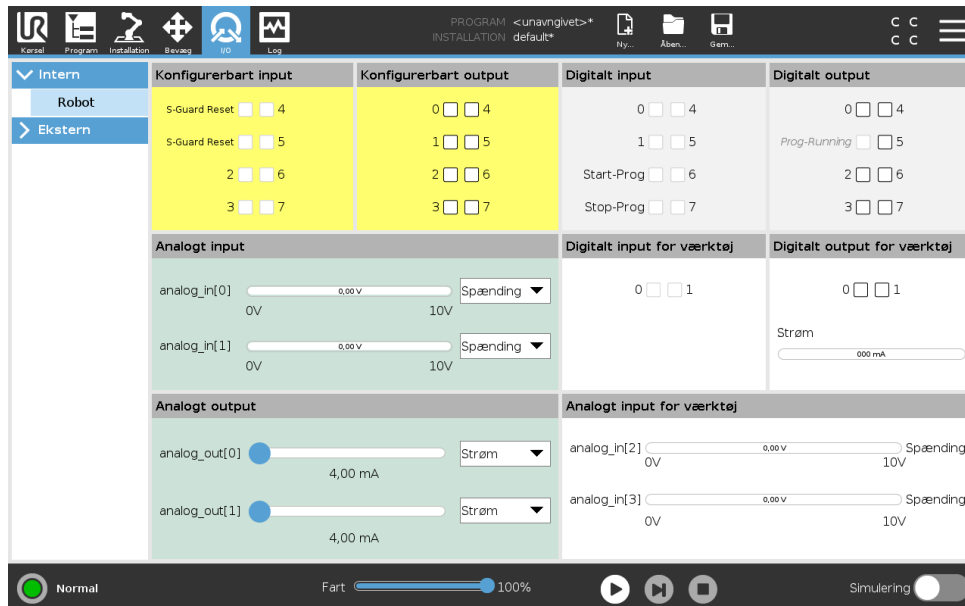 UR
PROGRAM <unavngivet>*
INSTALLATION default*
Kørsel Program Installation Bevæg I/O Log Ny... Åben... Gem...
C C
C C
Intern
Robot
Ekstern
Konfigurerbart input
S-Guard Reset 4
S-Guard Reset 5
2 6
3 7
Konfigurerbart output
0 4
1 5
2 6
3 7
Digitalt input
0 4
1 5
Start-Prog 6
Stop-Prog 7
Digitalt output
0 4
Prog-Running 5
2 6
3 7
Analogt input
analog_in[0] 0,00 V Spænding
0V 10V
analog_in[1] 0,00 V Spænding
0V 10V
Digitalt input for værktøj
0 1
Digitalt output for værktøj
0 1
Strøm
000 mA
Analogt output
analog_out[0] Strøm
4,00 mA
analog_out[1] Strøm
4,00 mA
Analogt input for værktøj
analog_in[2] 0,00 V Spænding
0V 10V
analog_in[3] 0,00 V Spænding
0V 10V
Normal Fart 100% Simulering